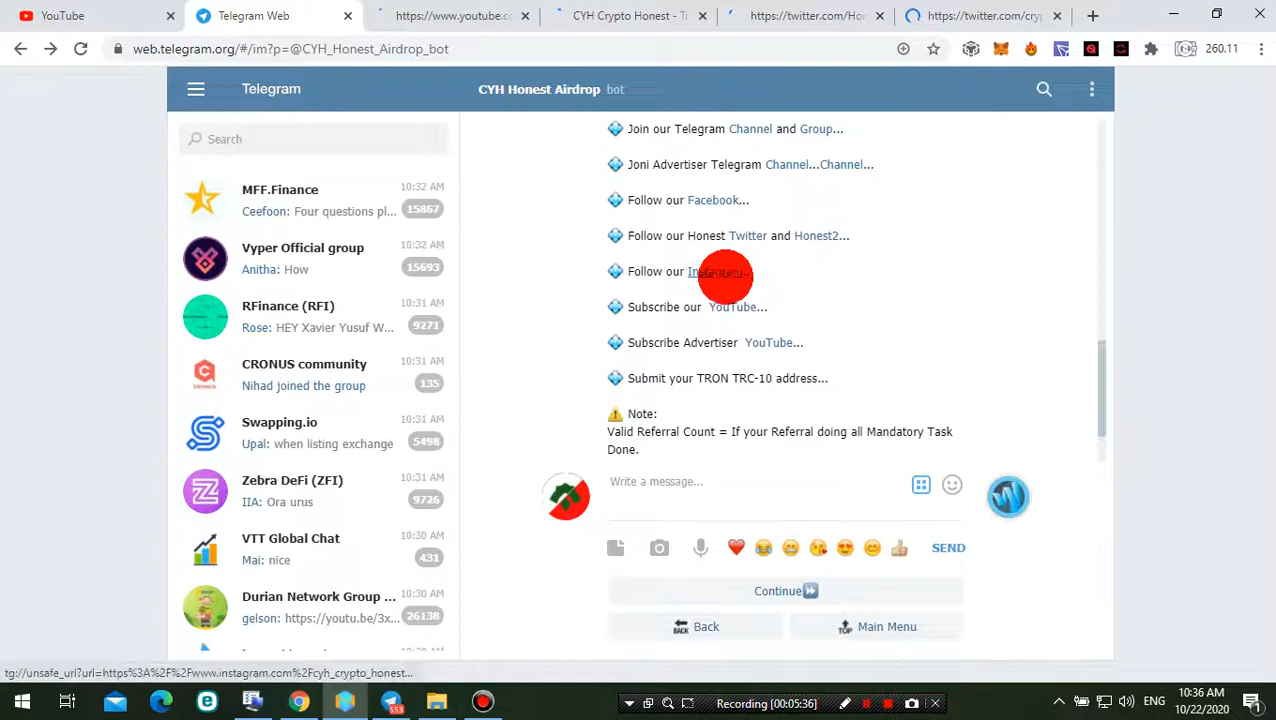 YouTube
Telegram Web
https://www.youtube.c
CYH Crypto Honest - T
https://twitter.com/Ho
https://twitter.com/cry
web.telegram.org/#/im?p=@CYH_Honest_Airdrop_bot
260.11
Telegram
CYH Honest Airdrop bot
Search
MFF.Finance 10:32 AM
Ceefoon: Four questions pl... 15867
Vyper Official group 10:32 AM
Anitha: How 15693
RFinance (RFI) 10:31 AM
Rose: HEY Xavier Yusuf W... 9271
CRONUS community 10:31 AM
Nihad joined the group 135
Swapping.io 10:31 AM
Upal: when listing exchange 5498
Zebra DeFi (ZFI) 10:31 AM
IIA: Ora urus 9726
VTT Global Chat 10:30 AM
Mai: nice 431
Durian Network Group ... 10:30 AM
gelson: https://youtu.be/3x... 26138
Join our Telegram Channel and Group...
Joni Advertiser Telegram Channel...Channel...
Follow our Facebook...
Follow our Honest Twitter and Honest2...
Follow our Instagram...
Subscribe our YouTube...
Subscribe Advertiser YouTube...
Submit your TRON TRC-10 address...
Note:
Valid Referral Count = If your Referral doing all Mandatory Task
Done.
Write a message...
SEND
Continue
BACK Back
TOP Main Menu
tg://unsafe_url?url=https%3A%2F%2Fwww.instagram.com%2Fcyh_crypto_honest...
553
Recording [00:05:36]
ENG
10:36 AM
10/22/2020